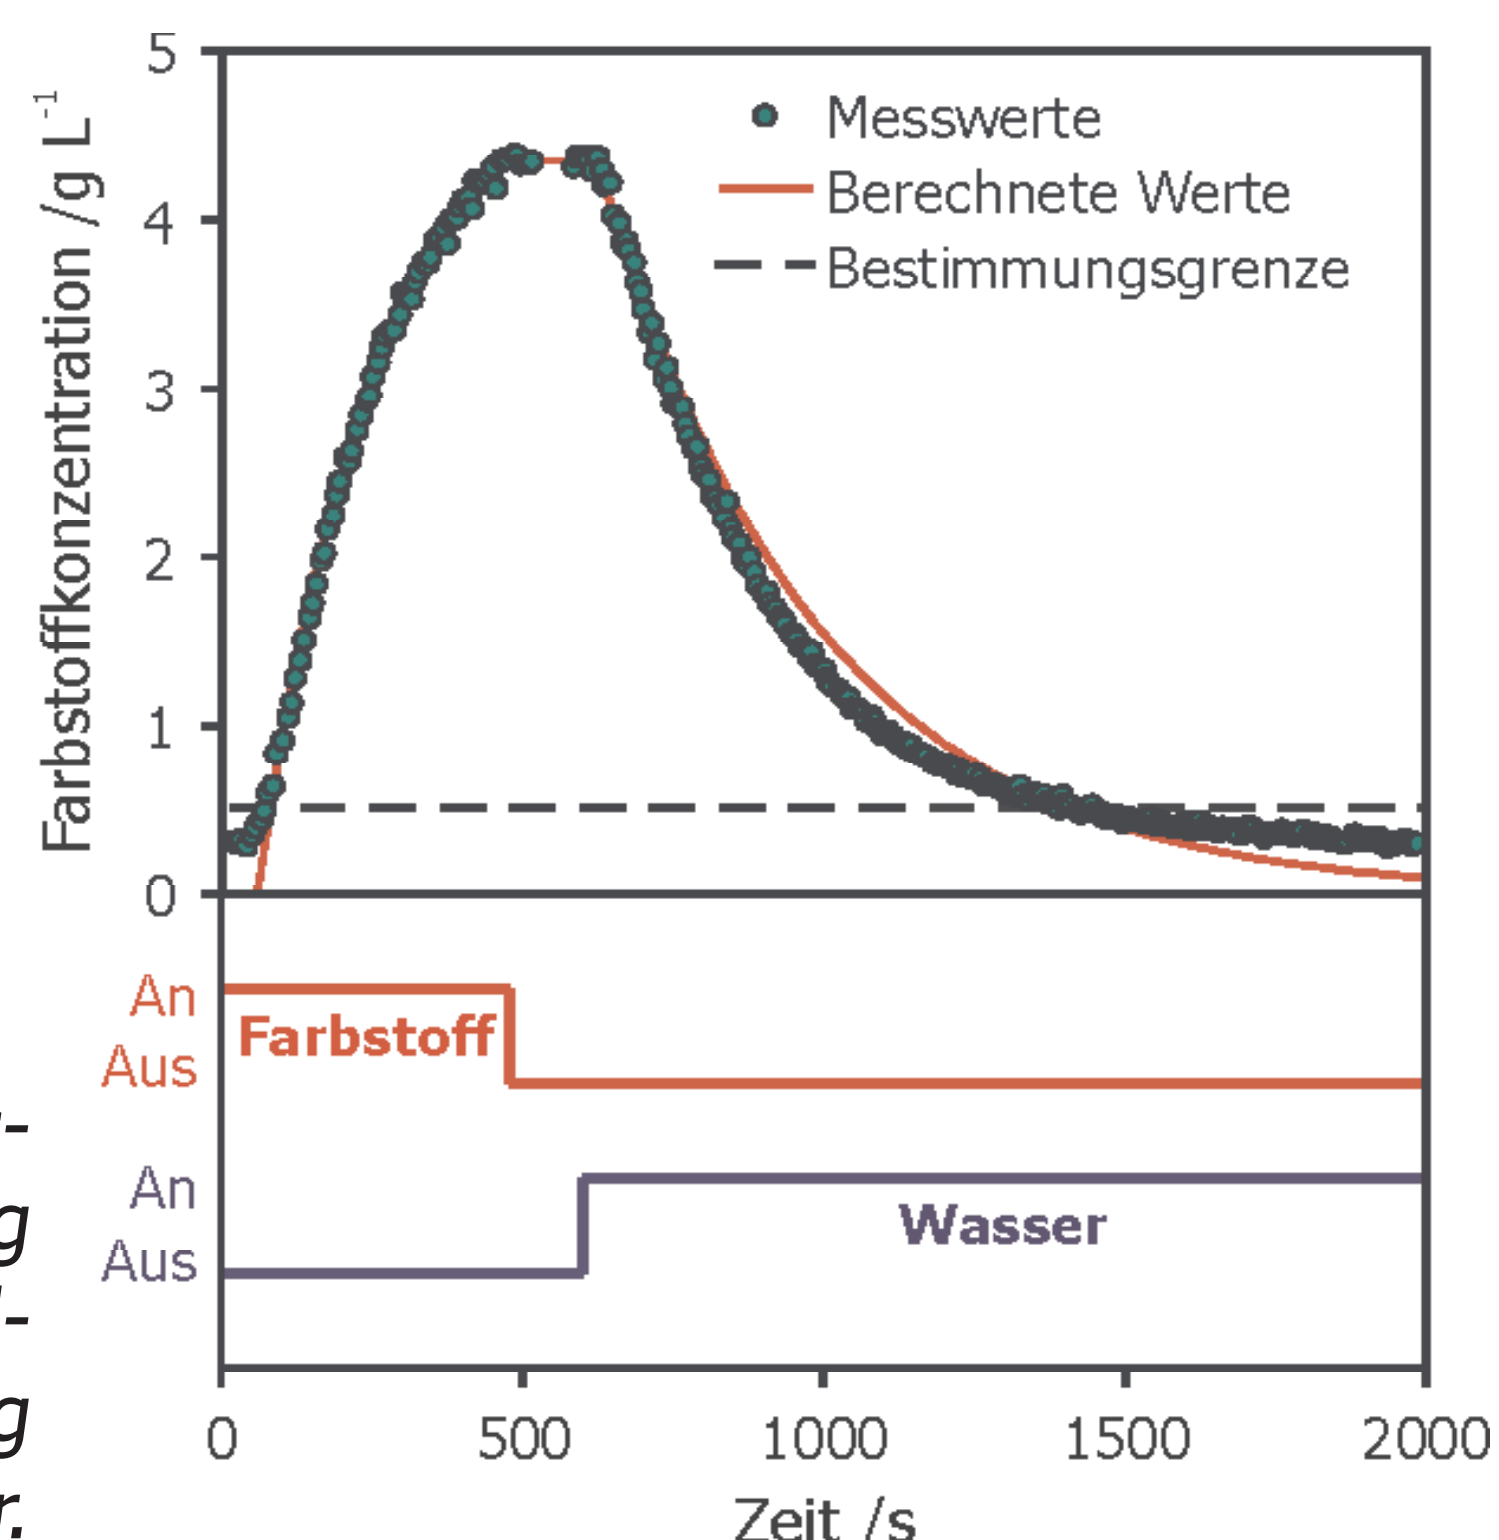 Farbstoffkonzentration /g L⁻¹
5
4
3
2
1
0
Messwerte
Berechnete Werte
Bestimmungsgrenze
An
Farbstoff
Aus
An
Wasser
Aus
0 500 1000 1500 2000
Zeit /s
-
g
-
g
r.